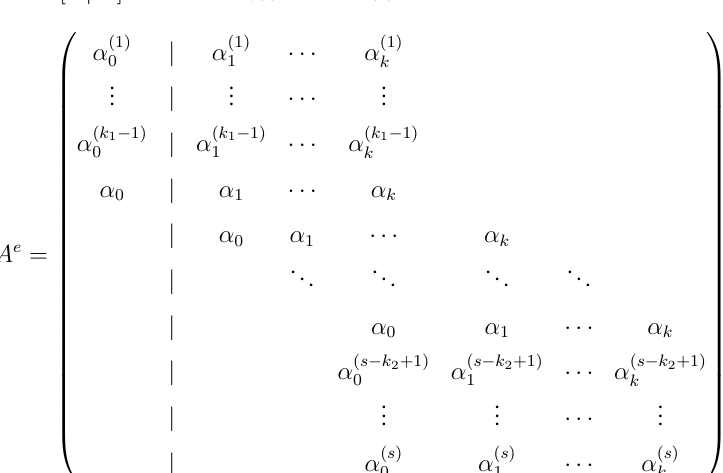 α_0^{(1)} | α_1^{(1)} ⋯ α_k^{(1)}
⋮ | ⋮ ⋯ ⋮
α_0^{(k_1−1)} | α_1^{(k_1−1)} ⋯ α_k^{(k_1−1)}
α_0 | α_1 ⋯ α_k
| α_0 α_1 ⋯ α_k
A^e =
| ⋱ ⋱ ⋱ ⋱
| α_0 α_1 ⋯ α_k
| α_0^{(s−k_2+1)} α_1^{(s−k_2+1)} ⋯ α_k^{(s−k_2+1)}
| ⋮ ⋮ ⋯ ⋮
| α_0^{(s)} α_1^{(s)} ⋯ α_k^{(s)}